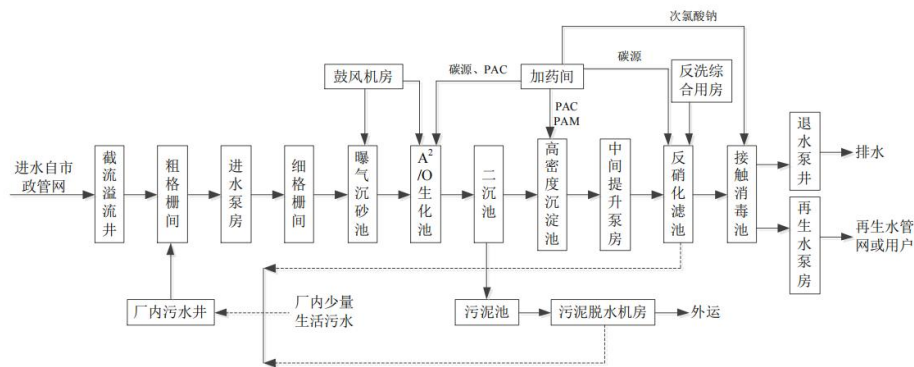 次氯酸钠
碳源、PAC
碳源
鼓风机房
加药间
反洗综
合用房
PAC
PAM
进水自市
政管网
截流溢流井
粗格栅间
进水泵房
细格栅间
曝气沉砂池
A²/O生化池
二沉池
高密度沉淀池
中间提升泵房
反硝化滤池
接触消毒池
退水泵井
排水
再生水泵房
再生水管
网或用户
厂内污水井
厂内少量
生活污水
污泥池
污泥脱水机房
外运